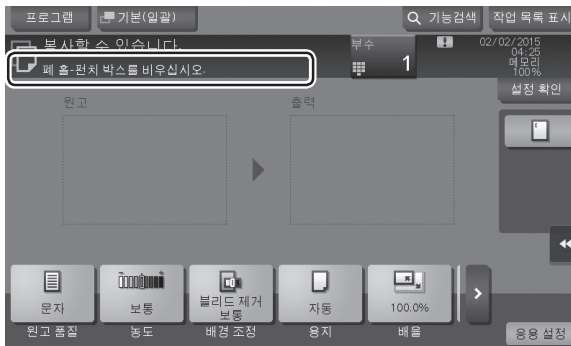 프로그램 기본(일괄) 기능검색 작업 목록 표시
복사할 수 있습니다.
폐 홀-펀치 박스를 비우십시오.
부수
1
02/02/2015
04:25
메모리
100%
설정 확인
원고 출력
문자 보통 블리드 제거 자동 100.0%
보통
원고 품질 농도 배경 조정 용지 배율 응용 설정